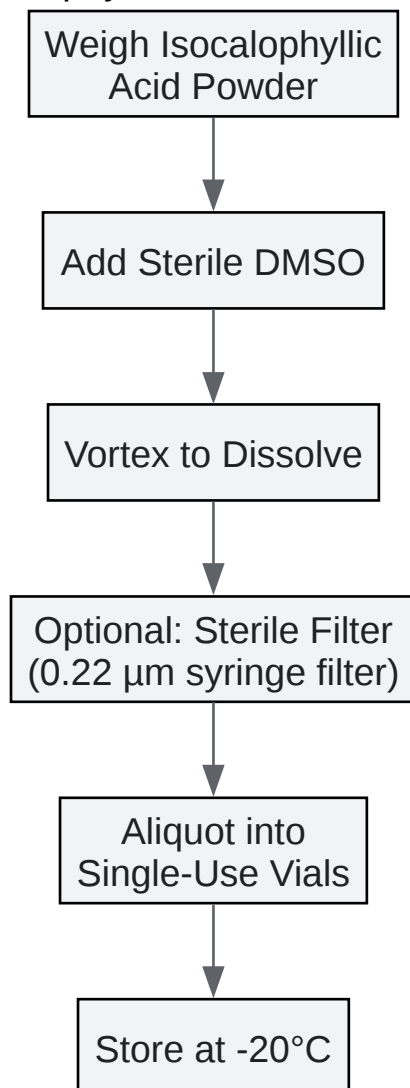 Weigh Isocalophyllic
Acid Powder
Add Sterile DMSO
Vortex to Dissolve
Optional: Sterile Filter
(0.22 µm syringe filter)
Aliquot into
Single-Use Vials
Store at -20°C